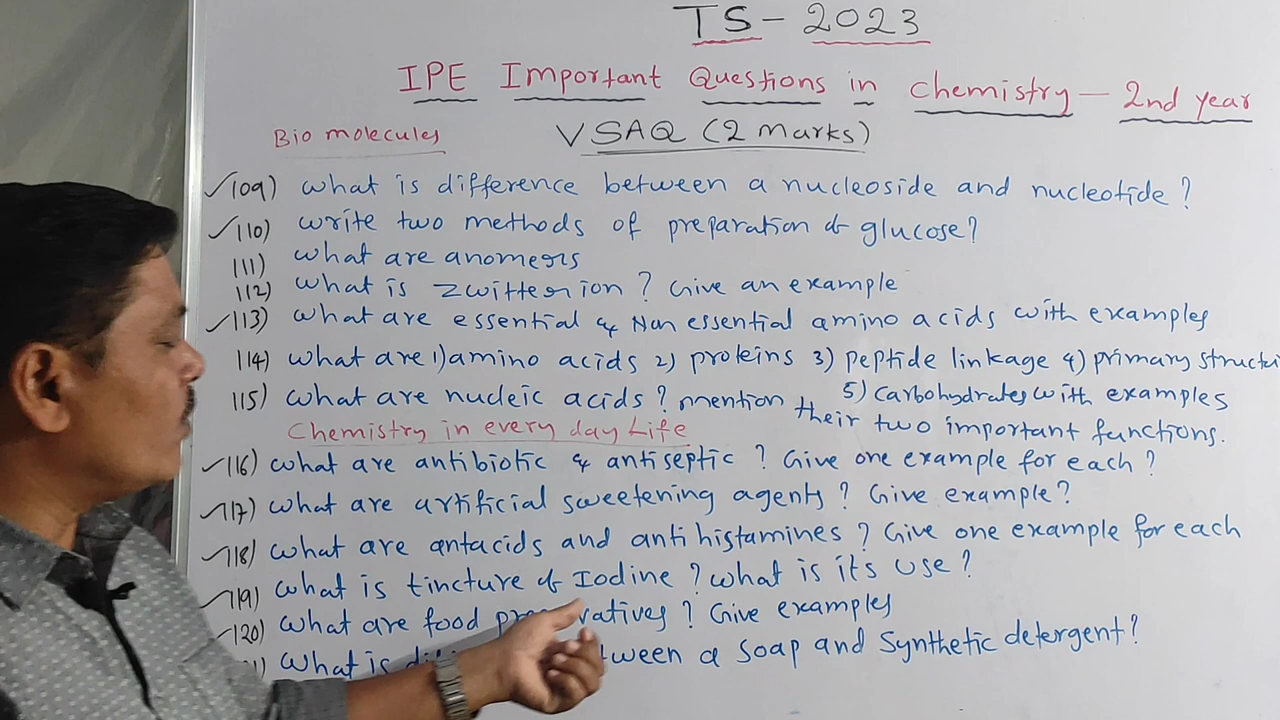 TS - 2023
IPE Important Questions in Chemistry - 2nd year
Bio molecules
VSAQ (2 Marks)
109) What is difference between a nucleoside and nucleotide?
110) Write two methods of preparation of glucose?
111) What are anomers
112) What is Zwitter ion? Give an example
113) What are essential & Non essential amino acids with examples
114) What are 1) amino acids 2) proteins 3) peptide linkage 4) primary
5) Carbohydrates with examples
115) What are nucleic acids? mention their two important functions.
Chemistry in every day Life
116) What are antibiotic & antiseptic? Give one example for each?
117) What are artificial sweetening agents? Give example?
118) What are antacids and anti histamines? Give one example for each
119) What is tincture of Iodine? What is its use?
120) What are food ? Give examples
What is a Soap and Synthetic detergent?